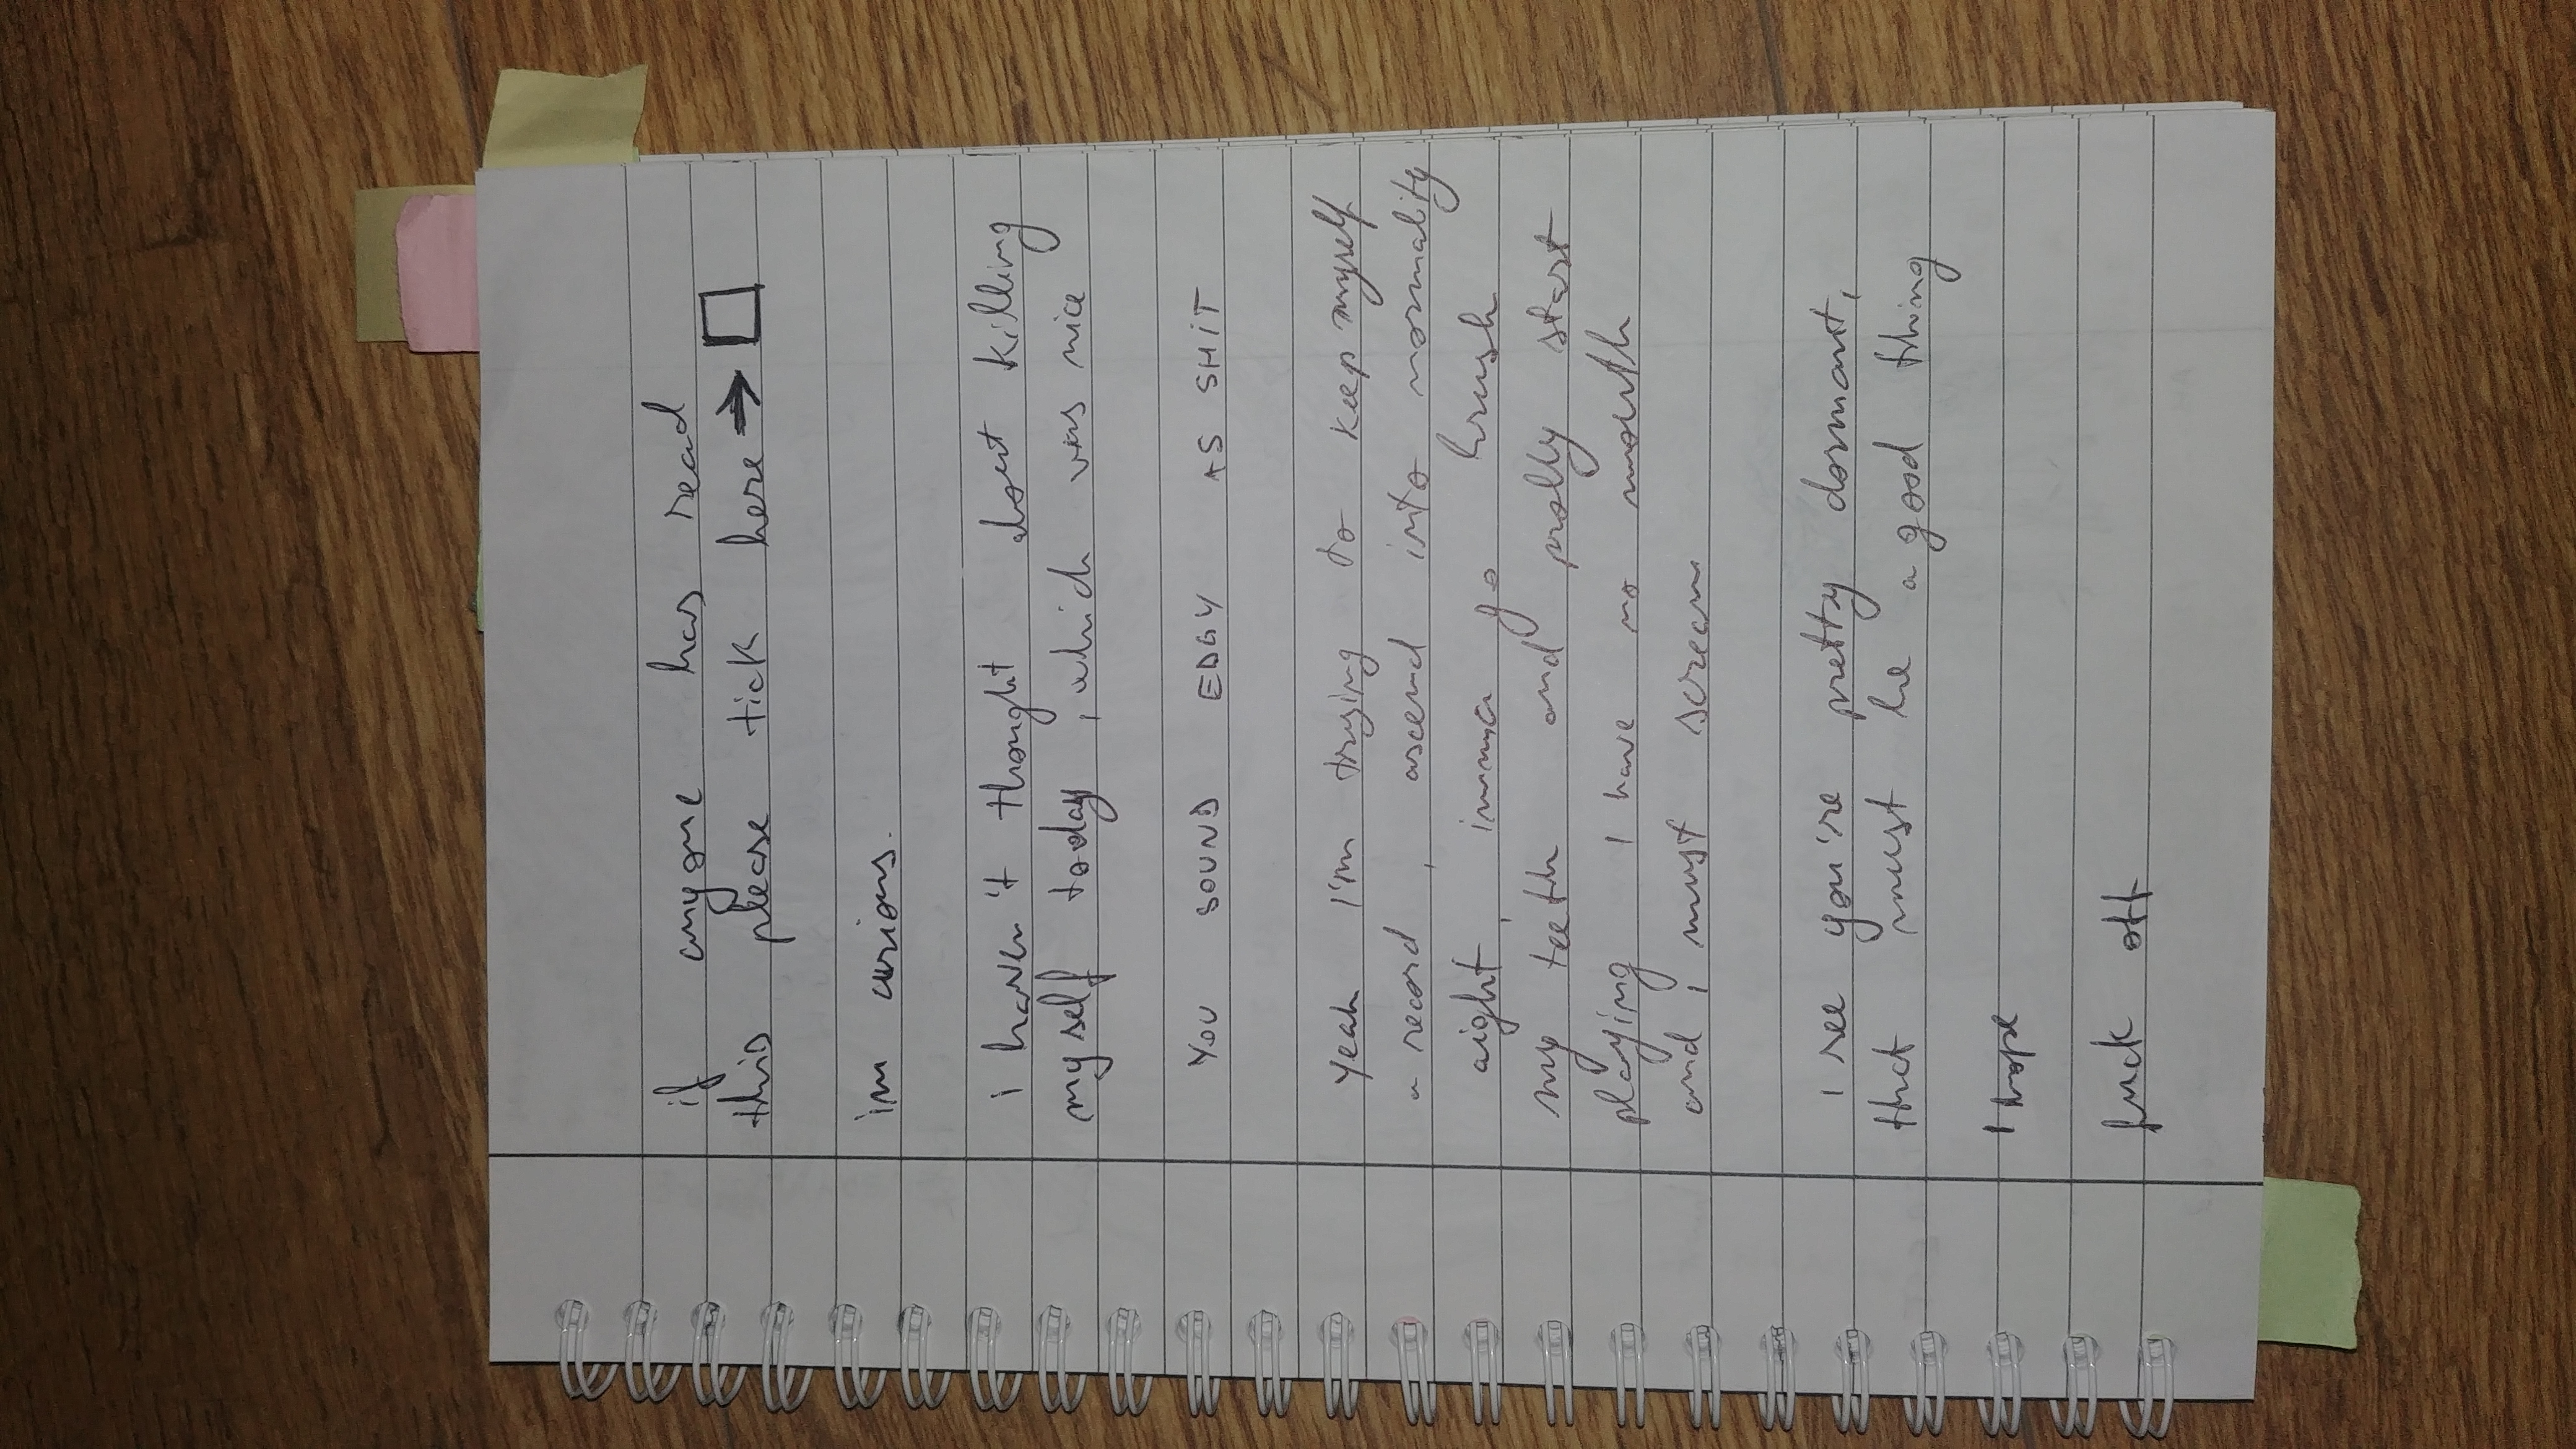 if anyone has read
this please tick here → □
im curious.
i haven't thought about killing
myself today, which was nice
YOU SOUND EDGY AS SHIT
Yeah I'm trying to keep myself
a record, ascend into normality
aight, imma go brush
my teeth and prolly start
playing I have no mouth
and i must scream
I see you're pretty dormant,
that must be a good thing
I hope
fuck off